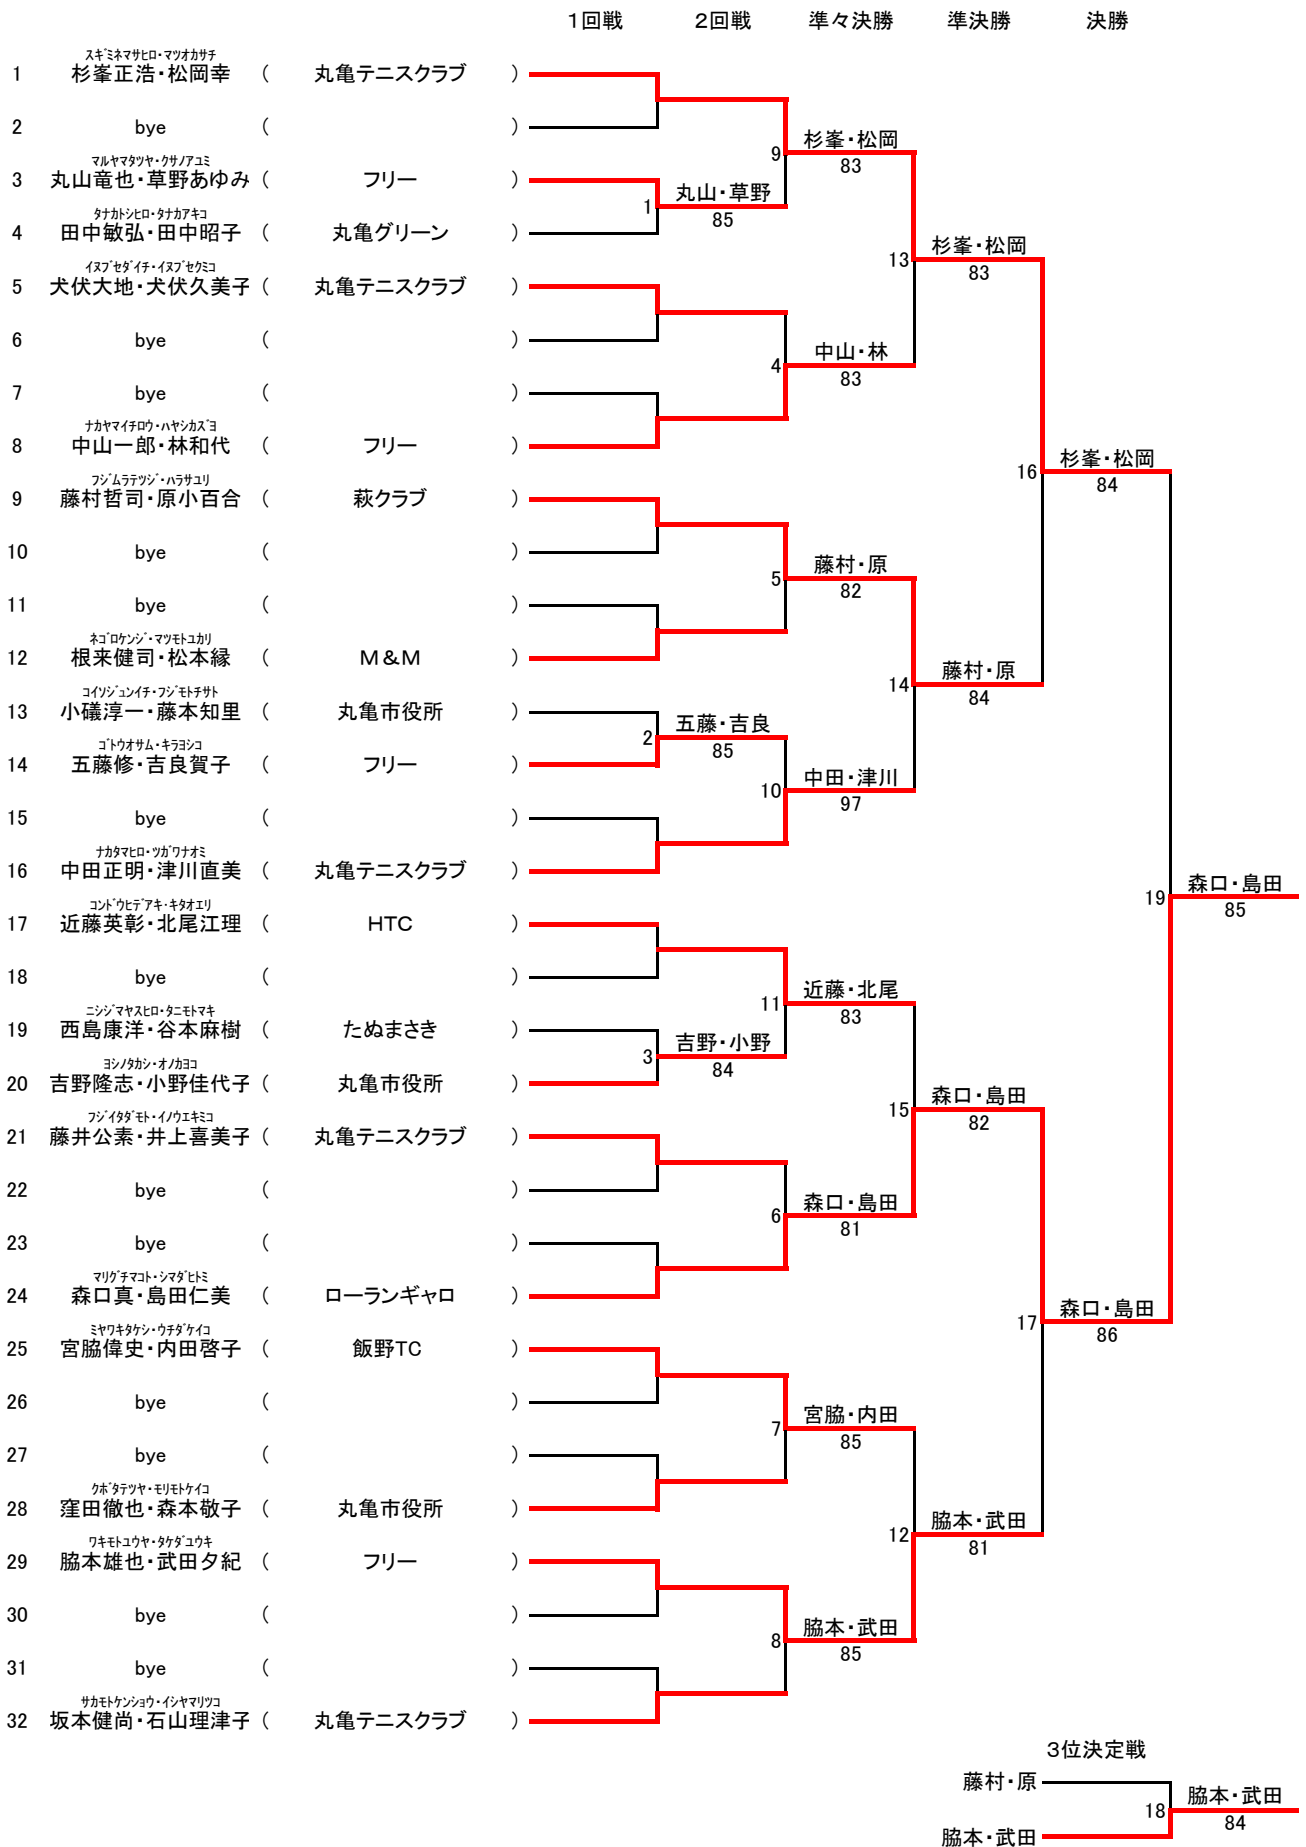 1回戦 2回戦 準々決勝 準決勝 決勝
スギミネマサヒロ・マツオカサチ
1 杉峯正浩・松岡幸 ( 丸亀テニスクラブ )
2 bye ( )
9 杉峯・松岡
83
マルヤマタツヤ・クサノアユミ
3 丸山竜也・草野あゆみ ( フリー )
1 丸山・草野
85
タナカトシヒロ・タナカアキコ
4 田中敏弘・田中昭子 ( 丸亀グリーン )
13 杉峯・松岡
83
イヌブセダイチ・イヌブセクミコ
5 犬伏大地・犬伏久美子 ( 丸亀テニスクラブ )
6 bye ( )
4 中山・林
83
7 bye ( )
ナカヤマイチロウ・ハヤシカズヨ
8 中山一郎・林和代 ( フリー )
16 杉峯・松岡
84
フジムラテツジ・ハラサユリ
9 藤村哲司・原小百合 ( 萩クラブ )
10 bye ( )
5 藤村・原
82
11 bye ( )
ネゴロケンジ・マツモトユカリ
12 根来健司・松本縁 ( M&M )
14 藤村・原
84
コイソジュンイチ・フジモトチサト
13 小礒淳一・藤本知里 ( 丸亀市役所 )
2 五藤・吉良
85
ゴトウオサム・キラヨシコ
14 五藤修・吉良賀子 ( フリー )
10 中田・津川
97
15 bye ( )
ナカタマヒロ・ツガワナオミ
16 中田正明・津川直美 ( 丸亀テニスクラブ )
19 森口・島田
85
コンドウヒデアキ・キタオエリ
17 近藤英彰・北尾江理 ( HTC )
18 bye ( )
11 近藤・北尾
83
ニシジマヤスヒロ・タニモトマキ
19 西島康洋・谷本麻樹 ( たぬまさき )
3 吉野・小野
84
ヨシノタカシ・オノカヨコ
20 吉野隆志・小野佳代子 ( 丸亀市役所 )
15 森口・島田
82
フジイタダモト・イノウエキミコ
21 藤井公素・井上喜美子 ( 丸亀テニスクラブ )
22 bye ( )
6 森口・島田
81
23 bye ( )
マリグチマコト・シマダヒトミ
24 森口真・島田仁美 ( ローランギャロ )
17 森口・島田
86
ミヤワキタケシ・ウチダケイコ
25 宮脇偉史・内田啓子 ( 飯野TC )
26 bye ( )
7 宮脇・内田
85
27 bye ( )
クボタテツヤ・モリモトケイコ
28 窪田徹也・森本敬子 ( 丸亀市役所 )
12 脇本・武田
81
ワキモトユウヤ・タケダユウキ
29 脇本雄也・武田夕紀 ( フリー )
30 bye ( )
8 脇本・武田
85
31 bye ( )
サカモトケンショウ・イシヤマリツコ
32 坂本健尚・石山理津子 ( 丸亀テニスクラブ )
3位決定戦
藤村・原
18 脇本・武田
84
脇本・武田